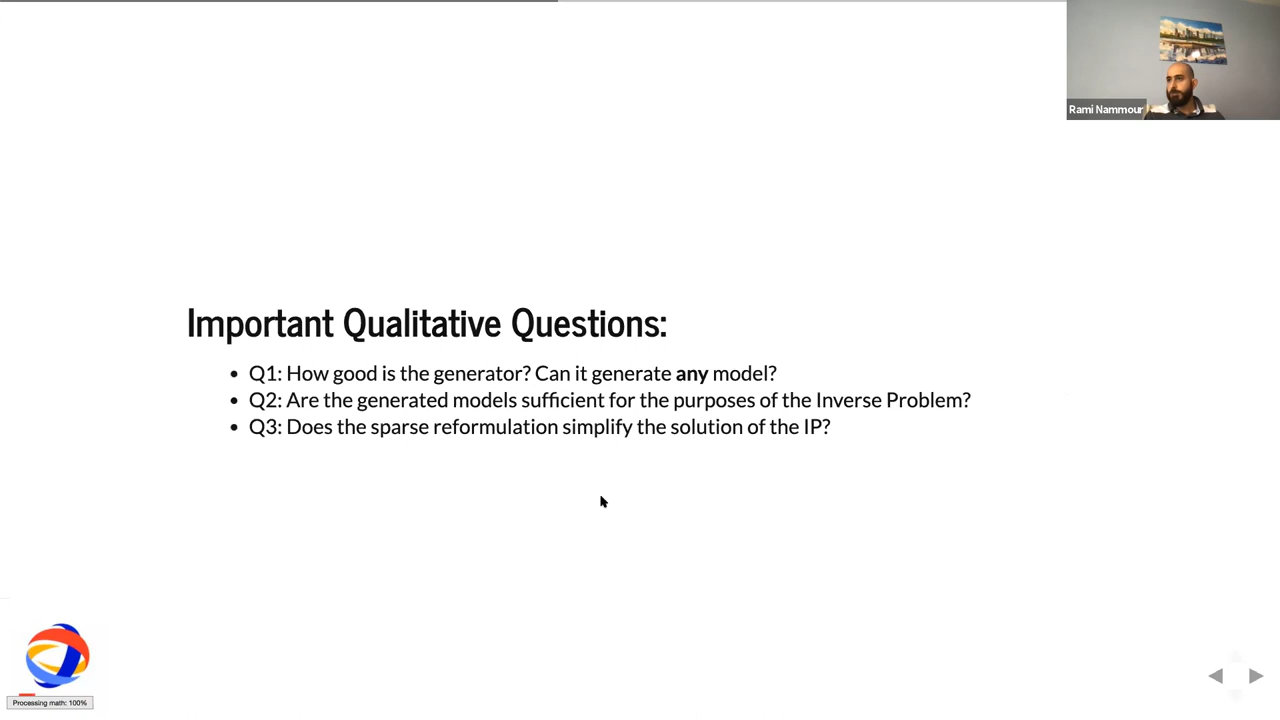 Rami Nammour
Important Qualitative Questions:
• Q1: How good is the generator? Can it generate any model?
• Q2: Are the generated models sufficient for the purposes of the Inverse Problem?
• Q3: Does the sparse reformulation simplify the solution of the IP?
Processing math: 100%